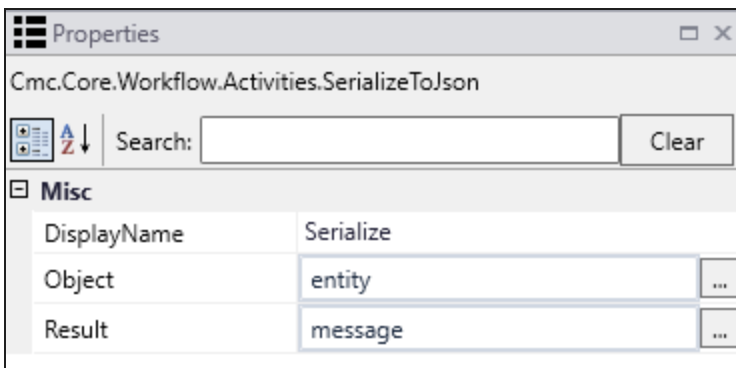 Properties
Cmc.Core.Workflow.Activities.SerializeToJson
A Z Search: Clear
Misc
DisplayName Serialize
Object entity ...
Result message ...